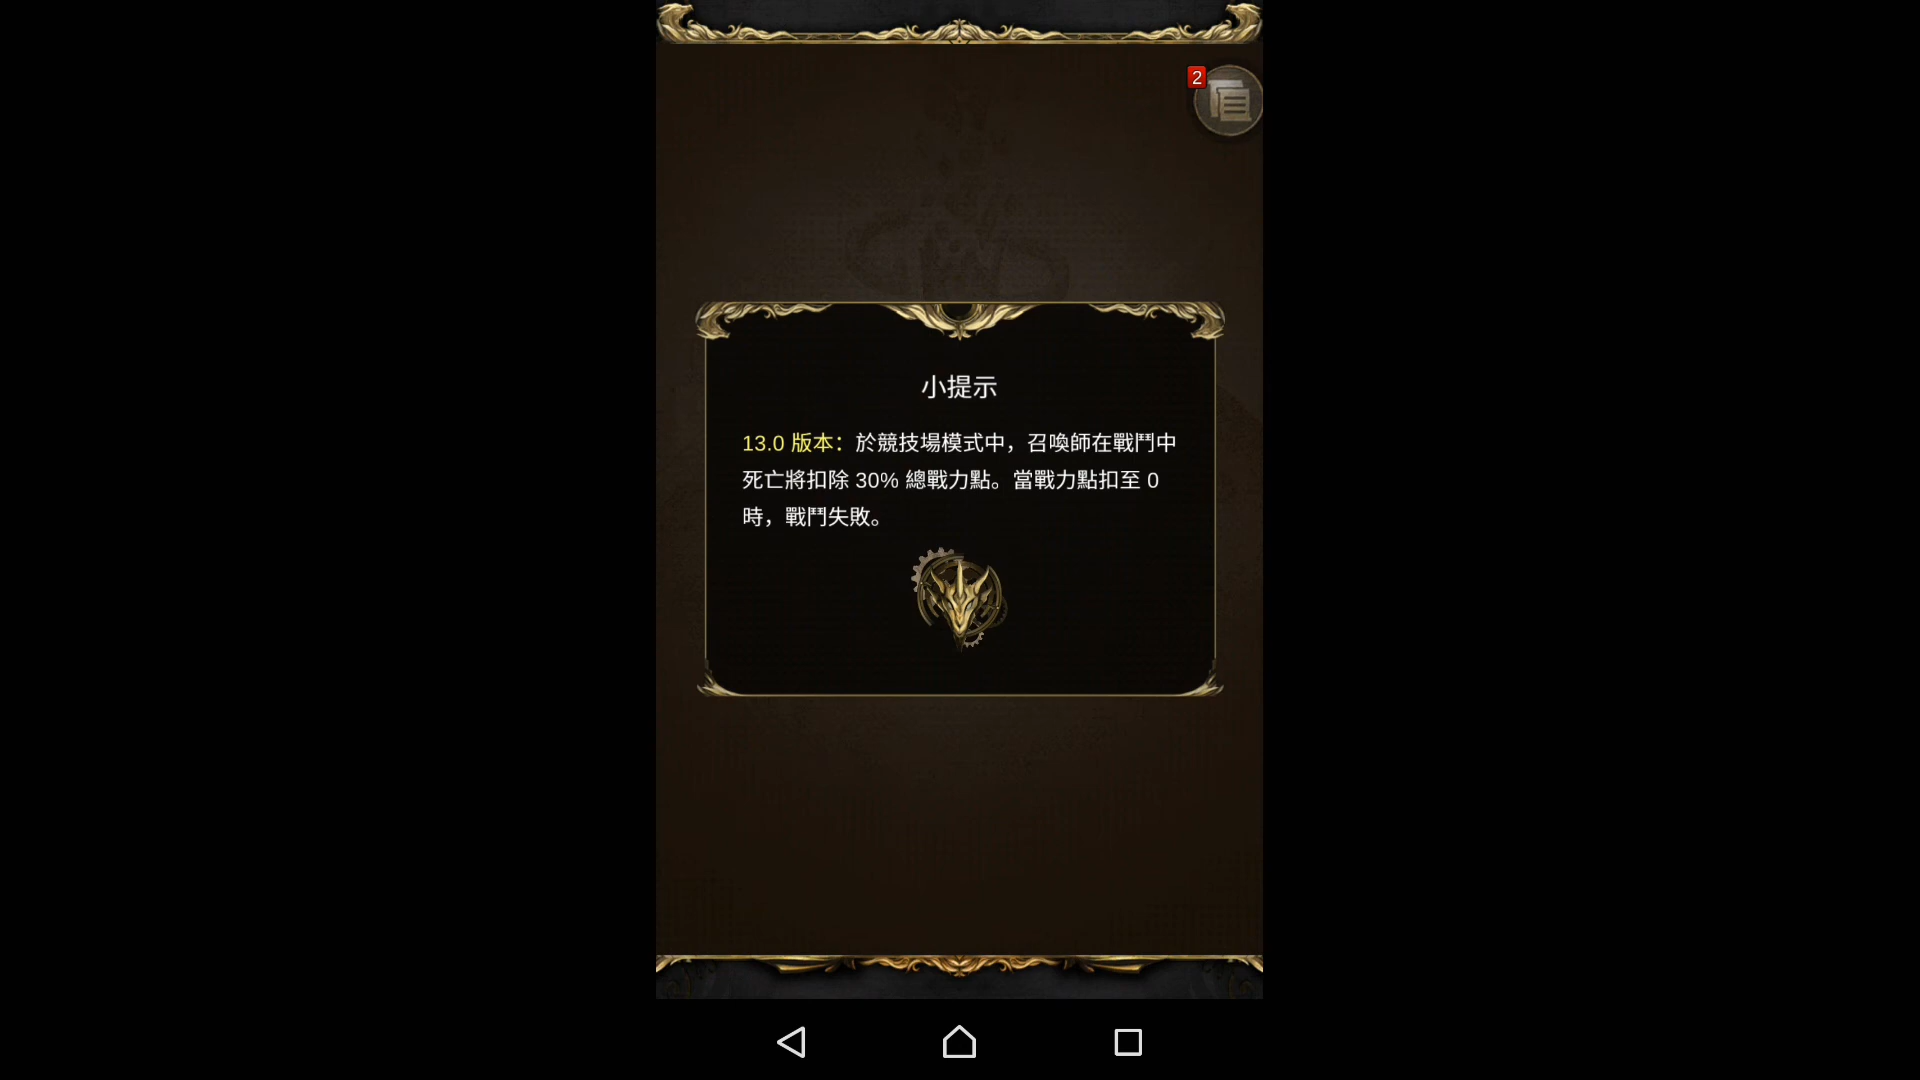 2
小提示
13.0 版本：於競技場模式中，召喚師在戰鬥中
死亡將扣除 30% 總戰力點。當戰力點扣至 0
時，戰鬥失敗。